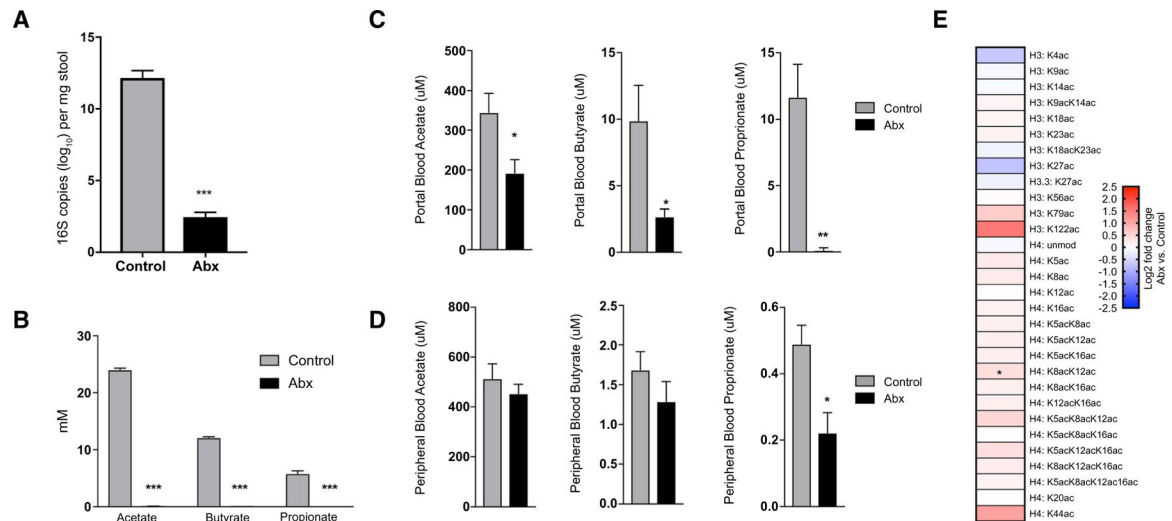 A
16S copies (log10) per mg stool
15
10
5
0
***
Control
Abx
B
mM
30
20
10
0
Control
Abx
***
***
***
Acetate
Butyrate
Propionate
C
Portal Blood Acetate (uM)
500
400
300
200
100
0
*
Portal Blood Butyrate (uM)
15
10
5
0
*
Portal Blood Proprionate (uM)
15
10
5
0
**
Control
Abx
D
Peripheral Blood Acetate (uM)
800
600
400
200
0
Peripheral Blood Butyrate (uM)
2.5
2.0
1.5
1.0
0.5
0.0
Peripheral Blood Proprionate (uM)
0.6
0.4
0.2
0.0
*
Control
Abx
E
H3: K4ac
H3: K9ac
H3: K14ac
H3: K9acK14ac
H3: K18ac
H3: K23ac
H3: K18acK23ac
H3: K27ac
H3.3: K27ac
H3: K56ac
H3: K79ac
H3: K122ac
H4: unmod
H4: K5ac
H4: K8ac
H4: K12ac
H4: K16ac
H4: K5acK8ac
H4: K5acK12ac
H4: K5acK16ac
* H4: K8acK12ac
H4: K8acK16ac
H4: K12acK16ac
H4: K5acK8acK12ac
H4: K5acK8acK16ac
H4: K5acK12acK16ac
H4: K8acK12acK16ac
H4: K5acK8acK12ac16ac
H4: K20ac
H4: K44ac
2.5
2.0
1.5
1.0
0.5
0.0
-0.5
-1.0
-1.5
-2.0
-2.5
Log2 fold change
Abx vs. Control